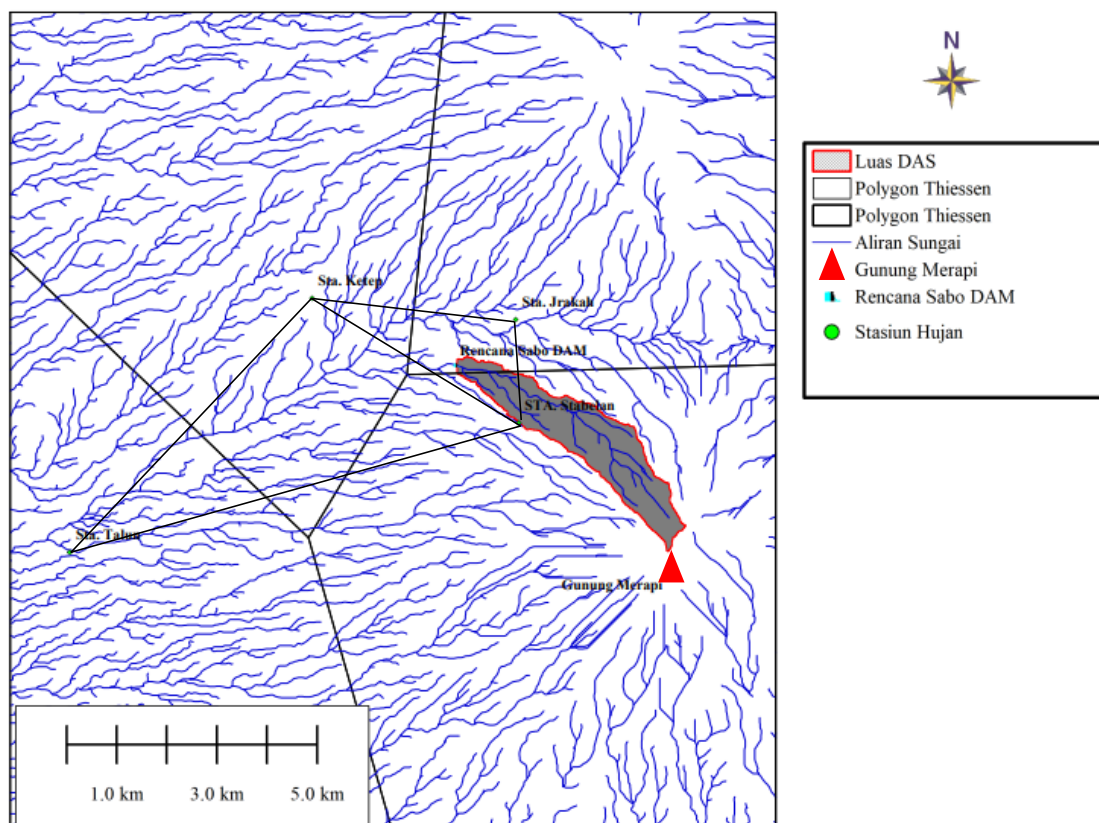 N
Luas DAS
Polygon Thiessen
Polygon Thiessen
Aliran Sungai
Gunung Merapi
Rencana Sabo DAM
Stasiun Hujan
Sta. Ketep
Sta. Jrakah
Rencana Sabo DAM
STA. Stabelan
Sta. Talun
Gunung Merapi
1.0 km 3.0 km 5.0 km